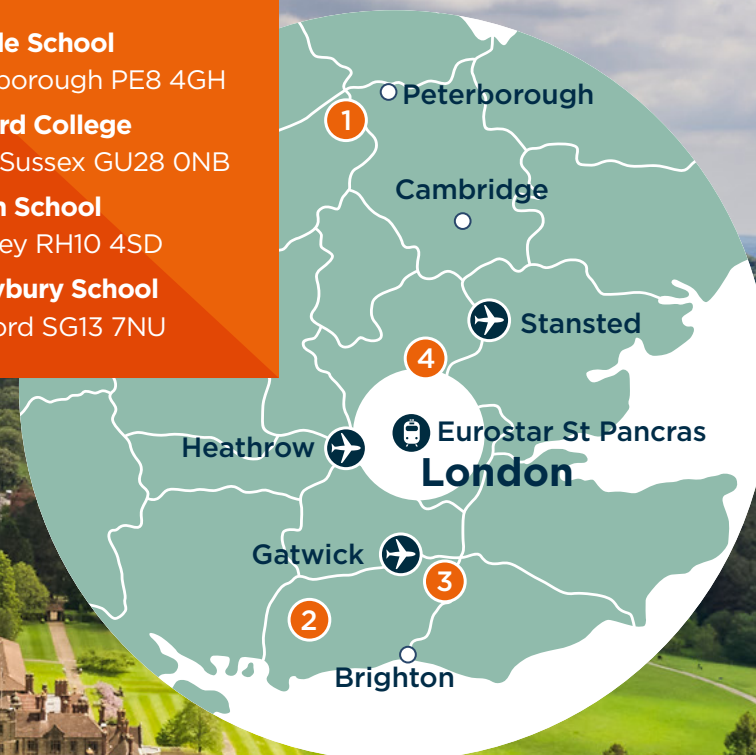 le School
borough PE8 4GH
rd College
Sussex GU28 0NB
n School
ey RH10 4SD
ybury School
ord SG13 7NU
1
Peterborough
Cambridge
Stansted
4
Eurostar St Pancras
Heathrow
London
Gatwick
3
2
Brighton